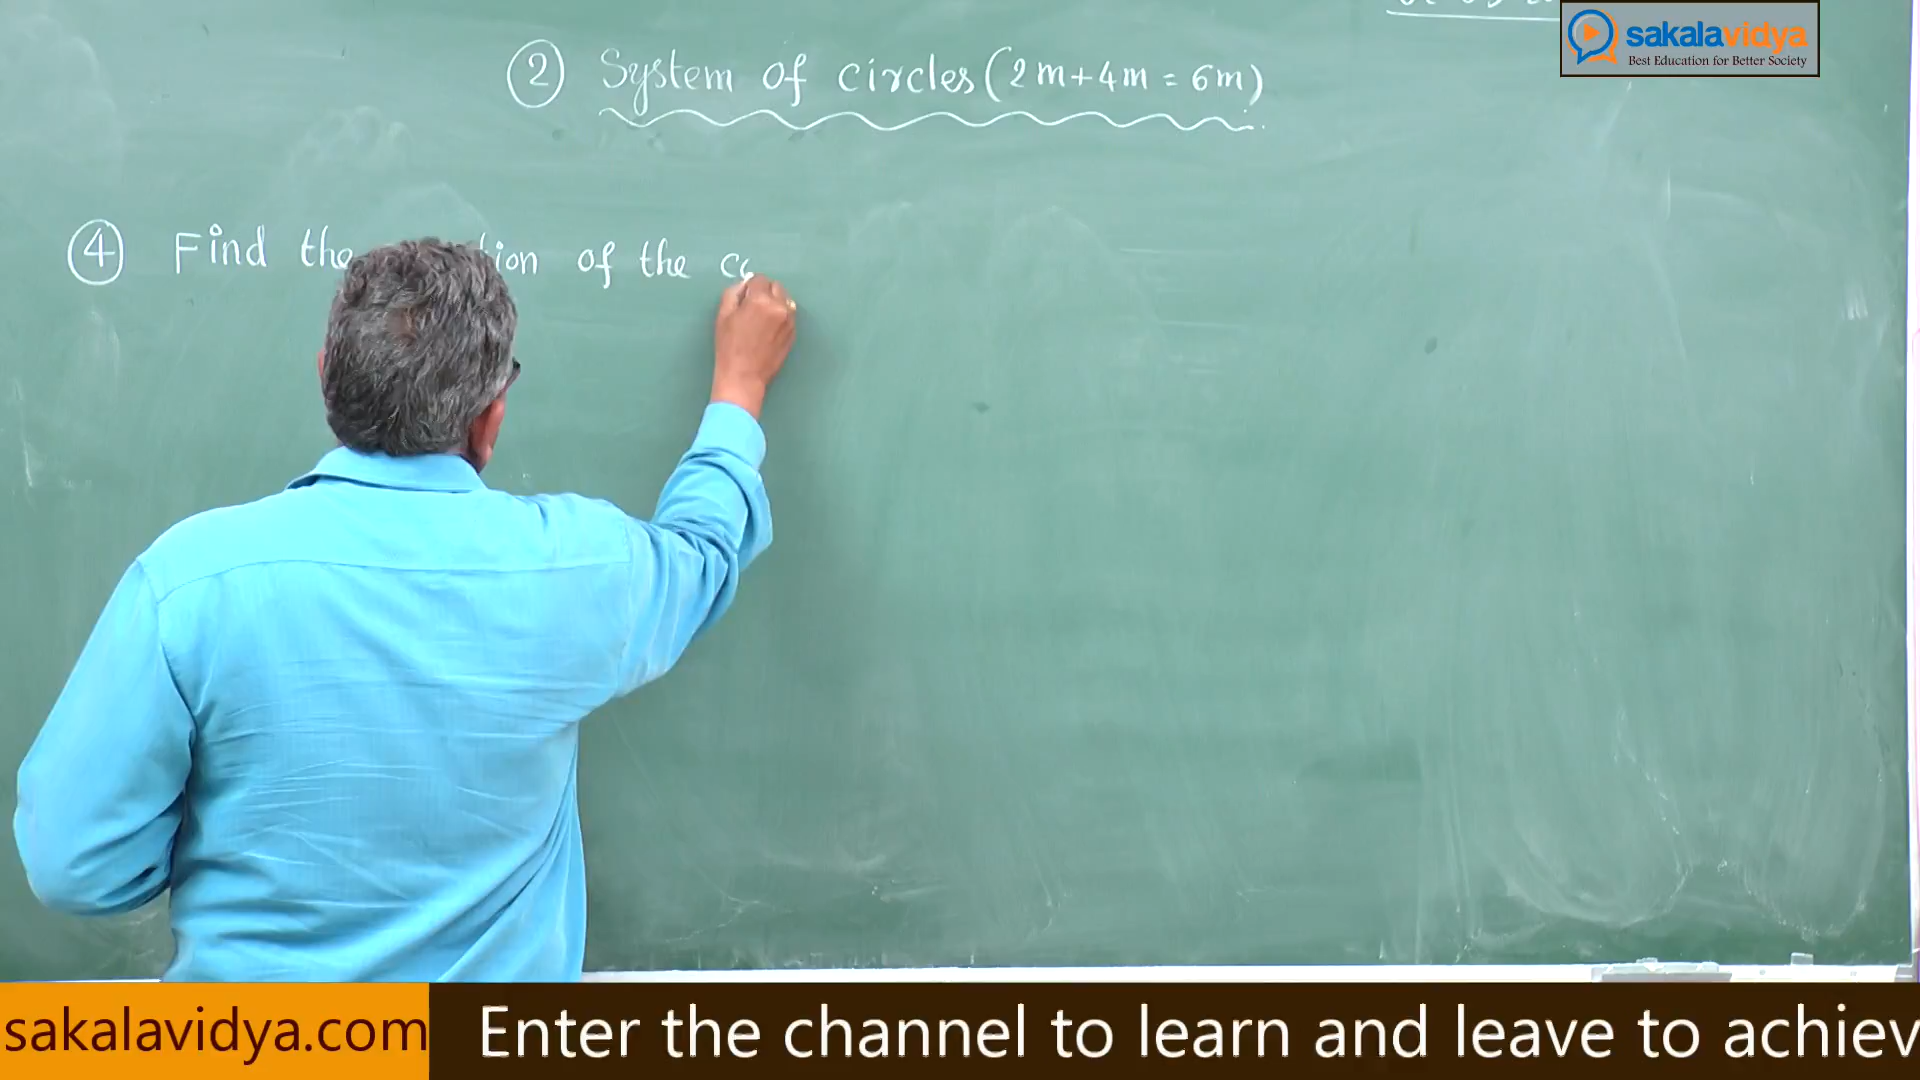 sakalavidya
Best Education for Better Society
② System of circles (2m+4m = 6m)
④ Find the of the
sakalavidya.com
Enter the channel to learn and leave to achiev